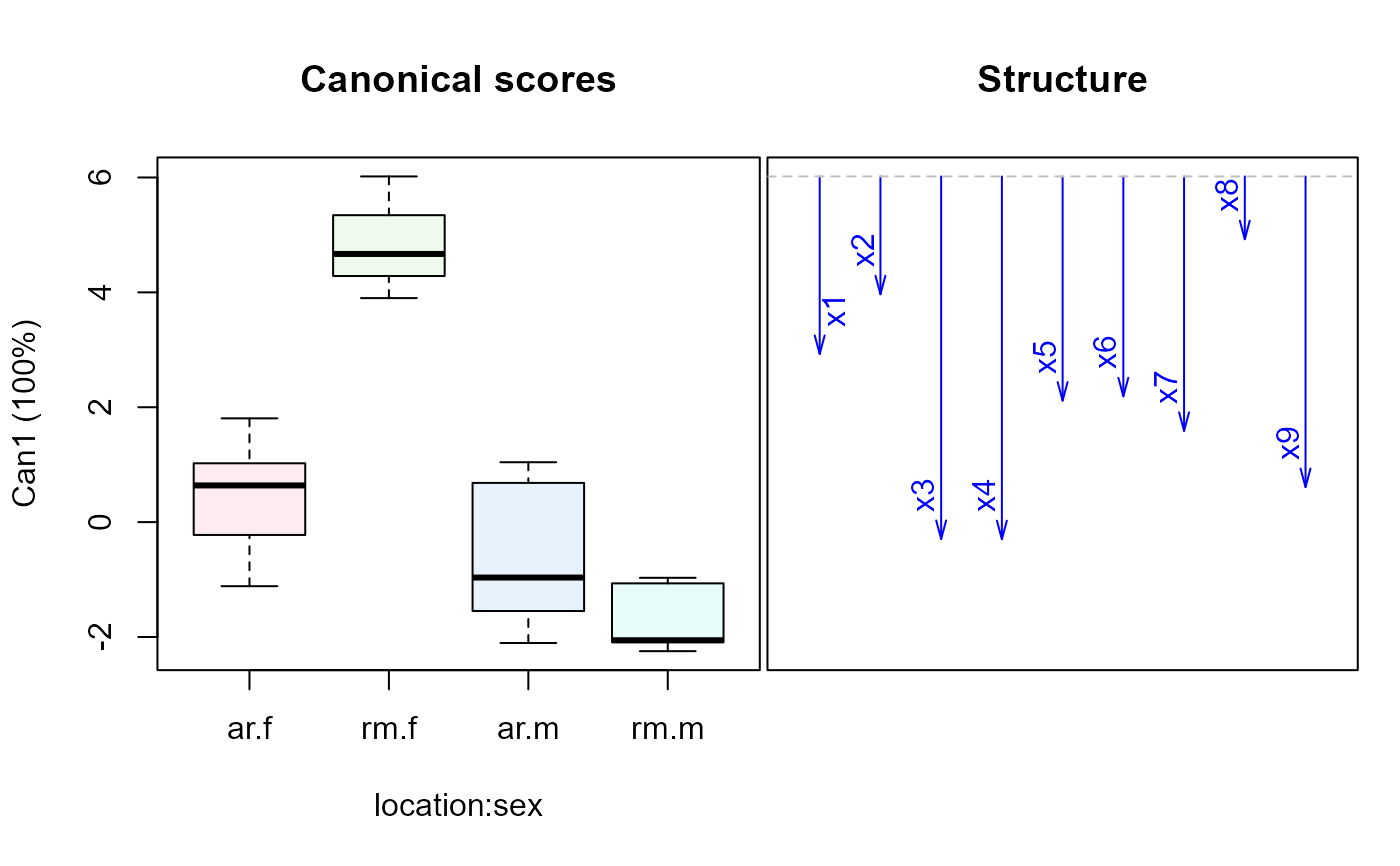 Canonical scores
Structure
Can1 (100%)
6
4
2
0
-2
ar.f
rm.f
ar.m
rm.m
location:sex
x1
x2
x3
x4
x5
x6
x7
x8
x9